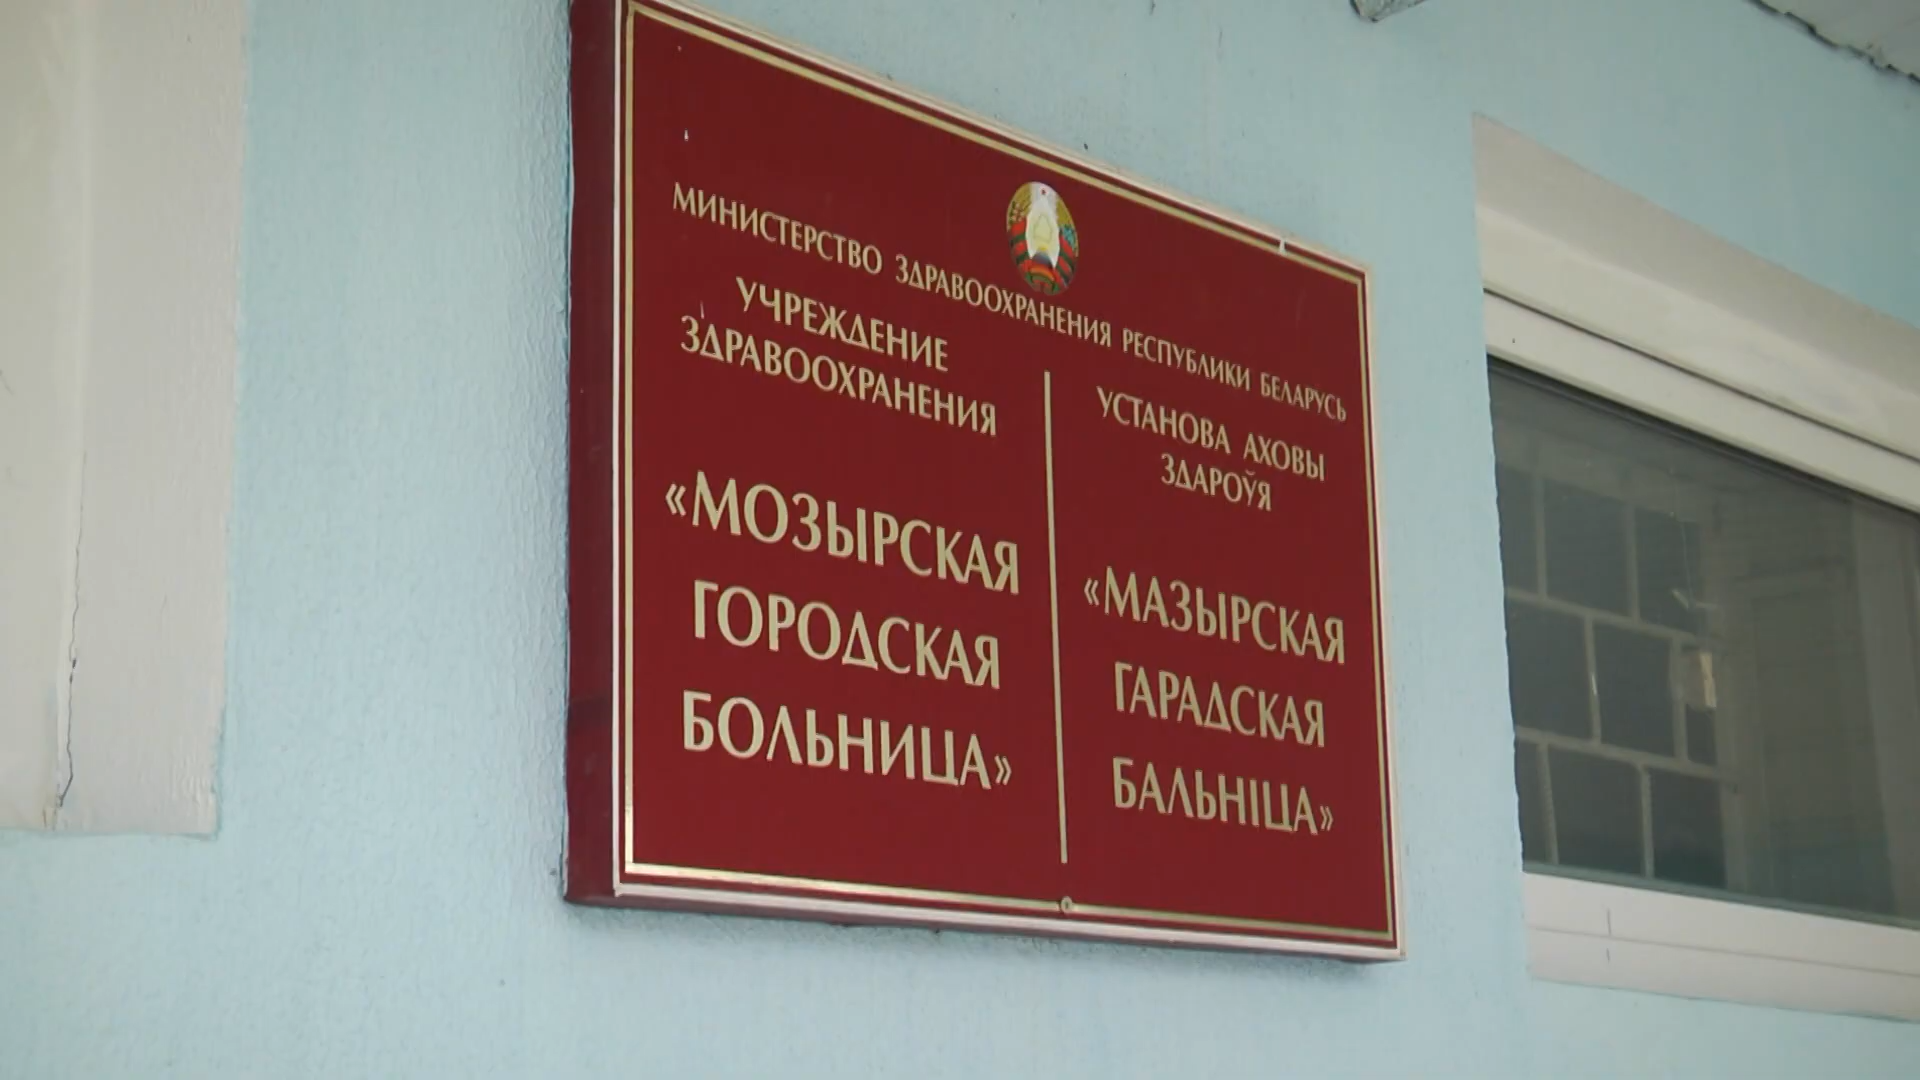 МИНИСТЕРСТВО ЗДРАВООХРАНЕНИЯ РЕСПУБЛИКИ БЕЛАРУСЬ
УЧРЕЖДЕНИЕ
ЗДРАВООХРАНЕНИЯ
«МОЗЫРСКАЯ
ГОРОДСКАЯ
БОЛЬНИЦА»
УСТАНОВА АХОВЫ
ЗДАРОЎЯ
«МАЗЫРСКАЯ
ГАРАДСКАЯ
БАЛЬНІЦА»